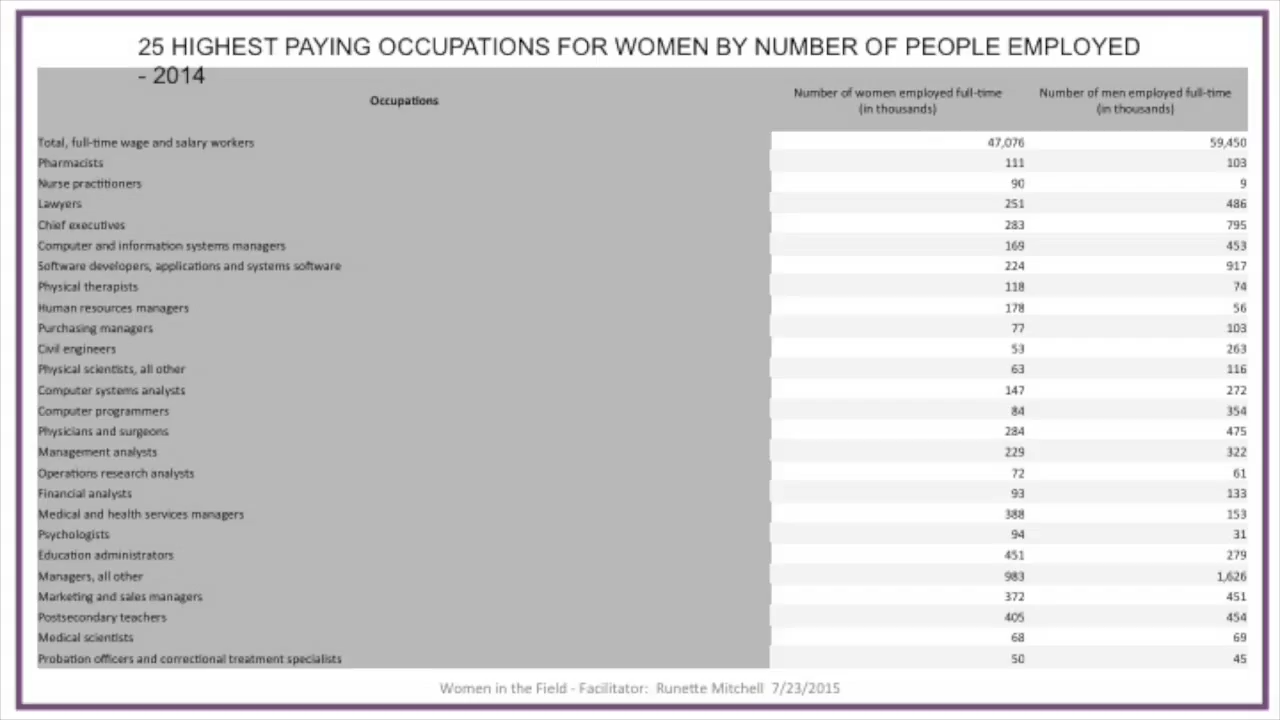 25 HIGHEST PAYING OCCUPATIONS FOR WOMEN BY NUMBER OF PEOPLE EMPLOYED
- 2014
Occupations Number of women employed full-time (in thousands) Number of men employed full-time (in thousands)
Total, full-time wage and salary workers 47,076 59,450
Pharmacists 111 103
Nurse practitioners 90 9
Lawyers 251 486
Chief executives 283 795
Computer and information systems managers 169 453
Software developers, applications and systems software 224 917
Physical therapists 118 74
Human resources managers 178 56
Purchasing managers 77 103
Civil engineers 53 263
Physical scientists, all other 63 116
Computer systems analysts 147 272
Computer programmers 84 354
Physicians and surgeons 284 475
Management analysts 229 322
Operations research analysts 72 61
Financial analysts 93 133
Medical and health services managers 388 153
Psychologists 94 31
Education administrators 451 279
Managers, all other 983 1,626
Marketing and sales managers 372 451
Postsecondary teachers 405 454
Medical scientists 68 69
Probation officers and correctional treatment specialists 50 45
Women in the Field - Facilitator: Runette Mitchell 7/23/2015